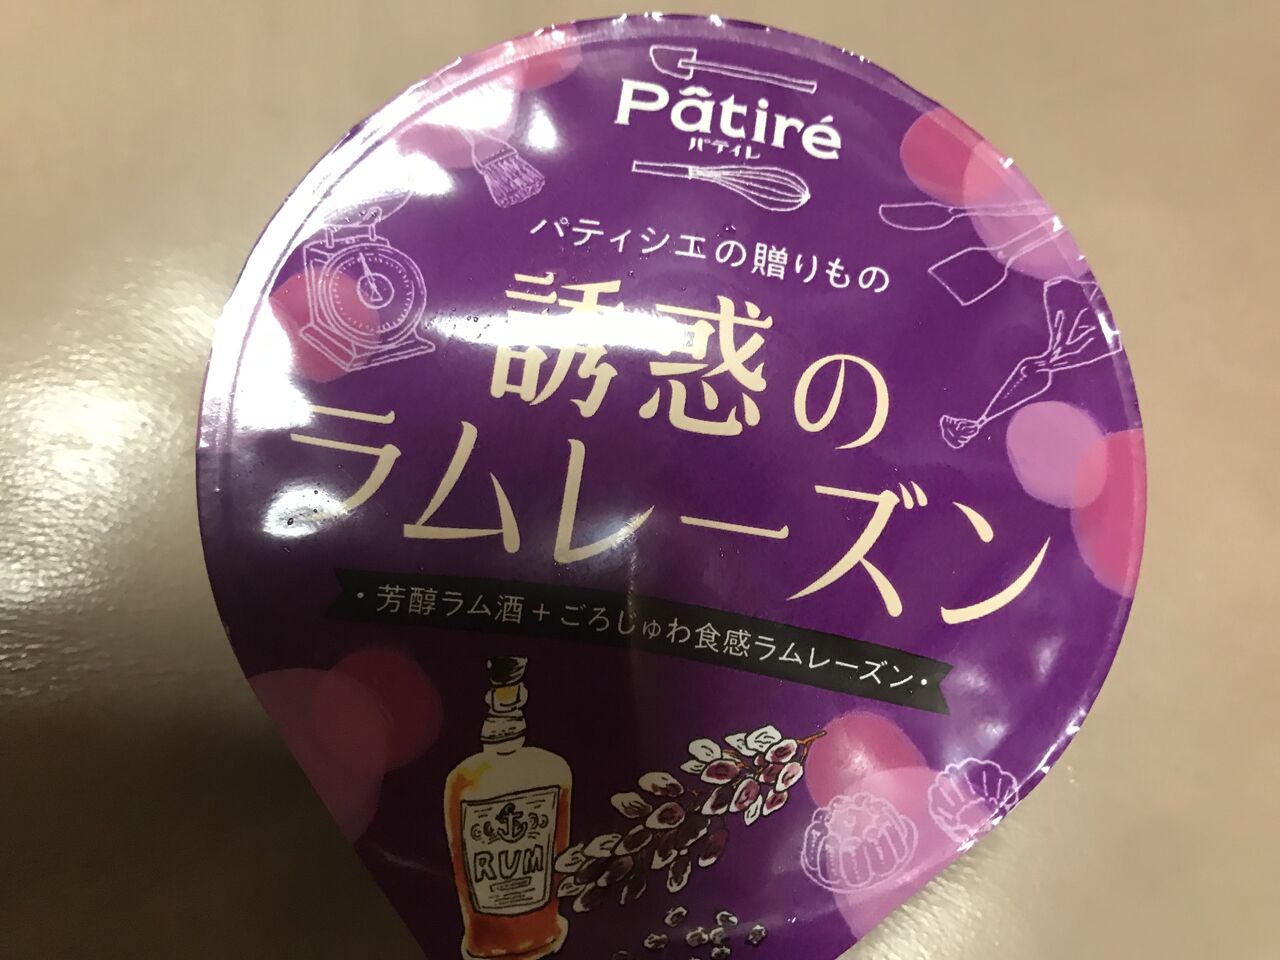 Pâtiré
パティレ
パティシエの贈りもの
誘惑の
ラムレーズン
・芳醇ラム酒+ごろじゅわ食感ラムレーズン・
RUM